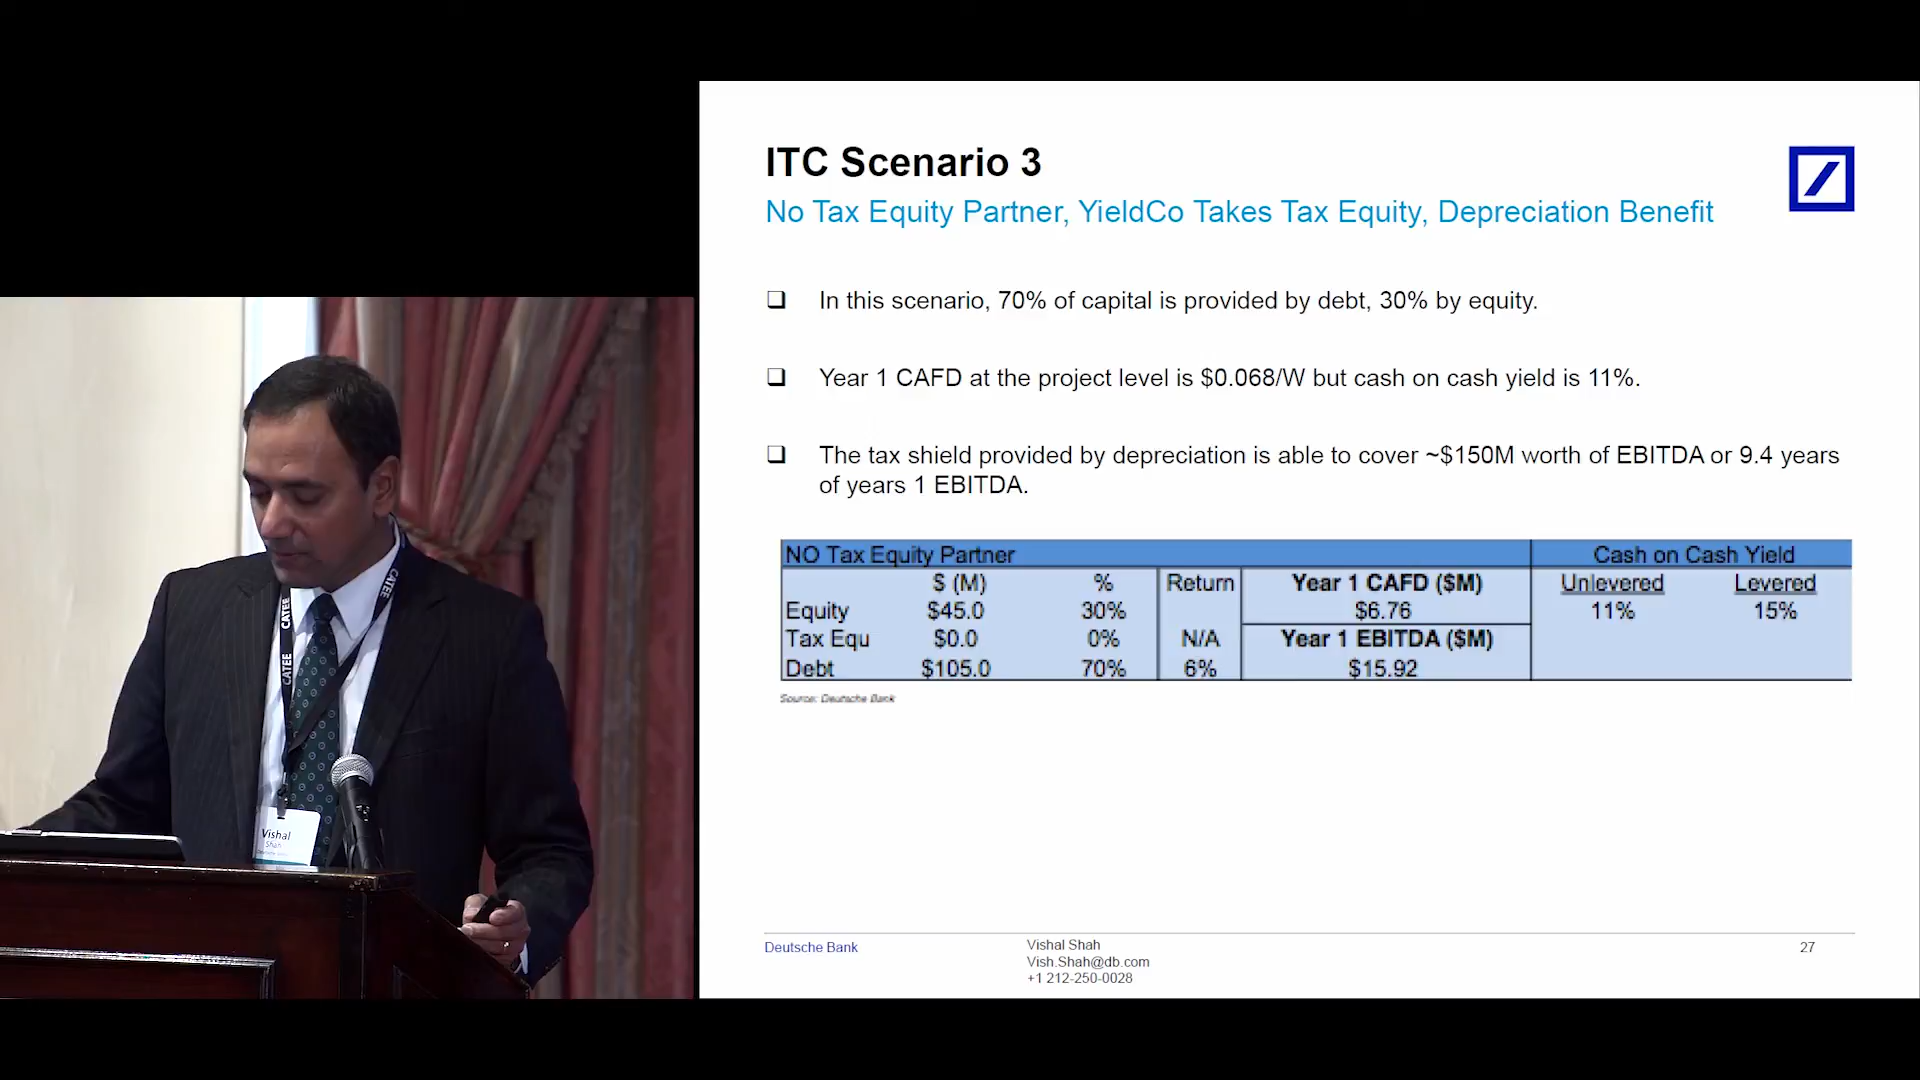 ITC Scenario 3
No Tax Equity Partner, YieldCo Takes Tax Equity, Depreciation Benefit
In this scenario, 70% of capital is provided by debt, 30% by equity.
Year 1 CAFD at the project level is $0.068/W but cash on cash yield is 11%.
The tax shield provided by depreciation is able to cover ~$150M worth of EBITDA or 9.4 years
of years 1 EBITDA.
NO Tax Equity Partner Cash on Cash Yield
$ (M) % Return Year 1 CAFD ($M) Unlevered Levered
Equity $45.0 30% $6.76 11% 15%
Tax Equ $0.0 0% N/A Year 1 EBITDA ($M)
Debt $105.0 70% 6% $15.92
Source: Deutsche Bank
Deutsche Bank
Vishal Shah
Vish.Shah@db.com
+1 212-250-0028
27
CATEE
CATEE
CATEE
Vishal
Shah